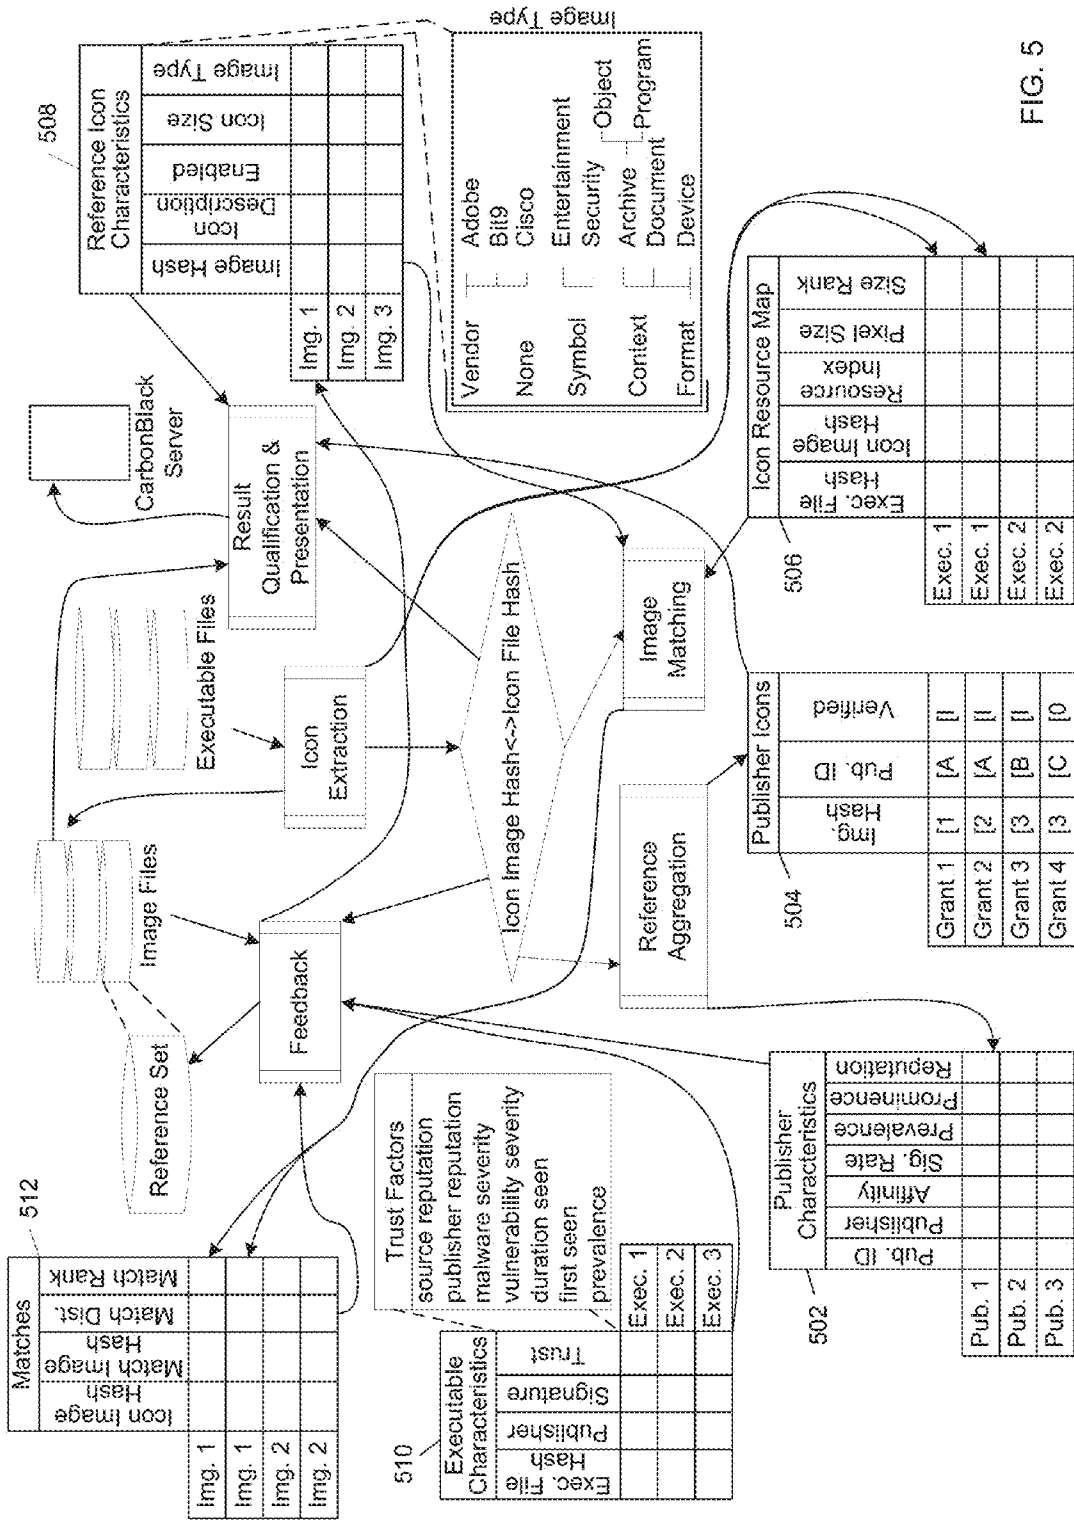 512
Matches
Icon Image
Hash
Match Image
Hash
Match Dist.
Match Rank
Img. 1
Img. 1
Img. 2
Img. 2
Reference Set
Image Files
Executable Files
CarbonBlack
Server
508
Reference Icon
Characteristics
Image Hash
Icon
Description
Enabled
Icon Size
Image Type
Img. 1
Img. 2
Img. 3
Feedback
Icon
Extraction
Result
Qualification &
Presentation
Trust Factors
source reputation
publisher reputation
malware severity
vulnerability severity
duration seen
first seen
prevalence
510
Executable
Characteristics
Exec. File
Hash
Publisher
Signature
Trust
Exec. 1
Exec. 2
Exec. 3
Icon Image Hash<->Icon File Hash
Image Type
Vendor
Adobe
Bit9
None
Cisco
Symbol
Entertainment
Security
Context
Archive
Object
Document
Program
Format
Device
Reference
Aggregation
Image
Matching
502
Publisher
Characteristics
Pub. ID
Publisher
Affinity
Sig. Rate
Prevalence
Prominence
Reputation
Pub. 1
Pub. 2
Pub. 3
504
Publisher Icons
Img.
Hash
Pub. ID
Verified
Grant 1 [1 [A [I
Grant 2 [2 [A [I
Grant 3 [3 [B [I
Grant 4 [3 [C [0
506
Icon Resource Map
Exec. File
Hash
Icon Image
Hash
Resource
Index
Pixel Size
Size Rank
Exec. 1
Exec. 1
Exec. 2
Exec. 2
FIG. 5